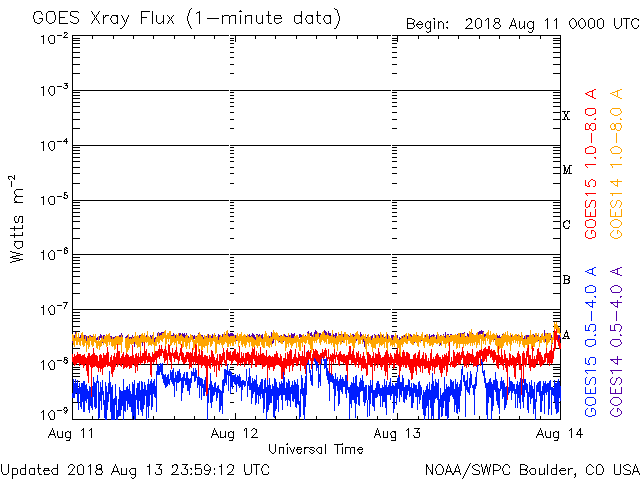 GOES Xray Flux (1-minute data)
Begin: 2018 Aug 11 0000 UTC
10⁻²
10⁻³
10⁻⁴
10⁻⁵
10⁻⁶
10⁻⁷
10⁻⁸
10⁻⁹
Watts m⁻²
X
M
C
B
A
GOES15 1.0-8.0 A
GOES14 1.0-8.0 A
GOES15 0.5-4.0 A
GOES14 0.5-4.0 A
Aug 11
Aug 12
Aug 13
Aug 14
Universal Time
Updated 2018 Aug 13 23:59:12 UTC
NOAA/SWPC Boulder, CO USA